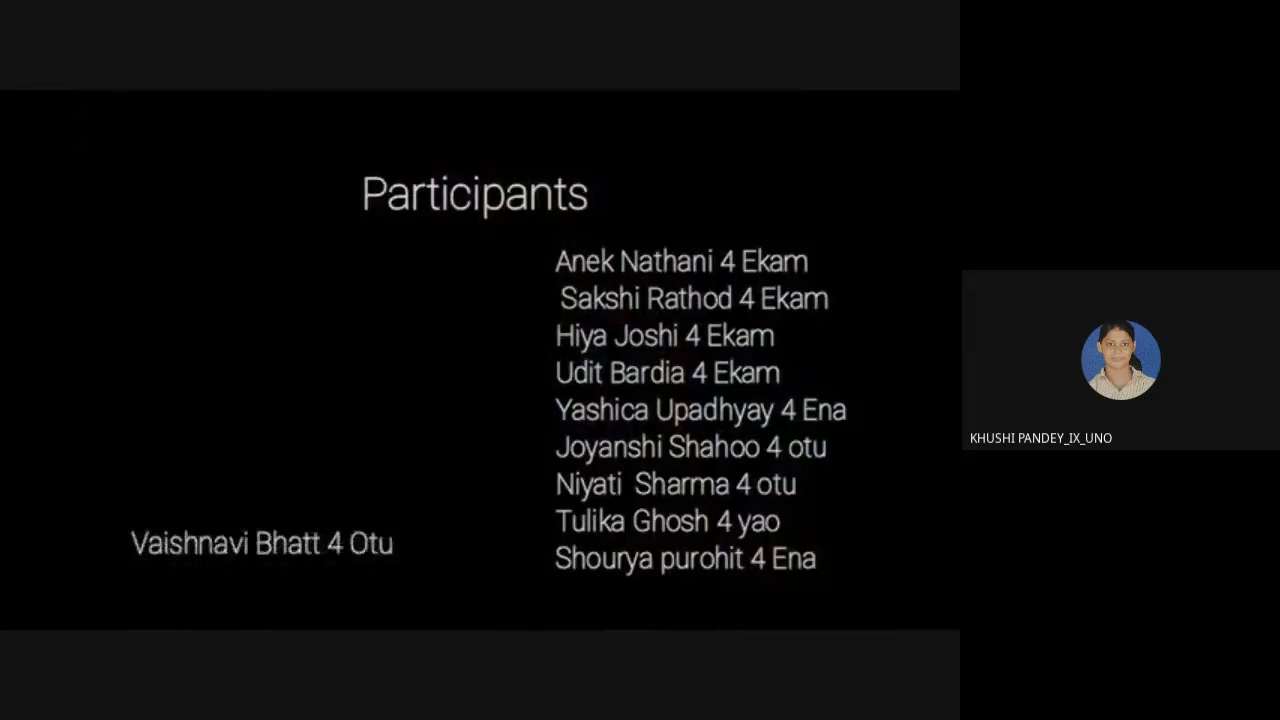 Participants
Anek Nathani 4 Ekam
Sakshi Rathod 4 Ekam
Hiya Joshi 4 Ekam
Udit Bardia 4 Ekam
Yashica Upadhyay 4 Ena
Joyanshi Shahoo 4 otu
Niyati  Sharma 4 otu
Tulika Ghosh 4 yao
Shourya purohit 4 Ena
Vaishnavi Bhatt 4 Otu
KHUSHI PANDEY_IX_UNO